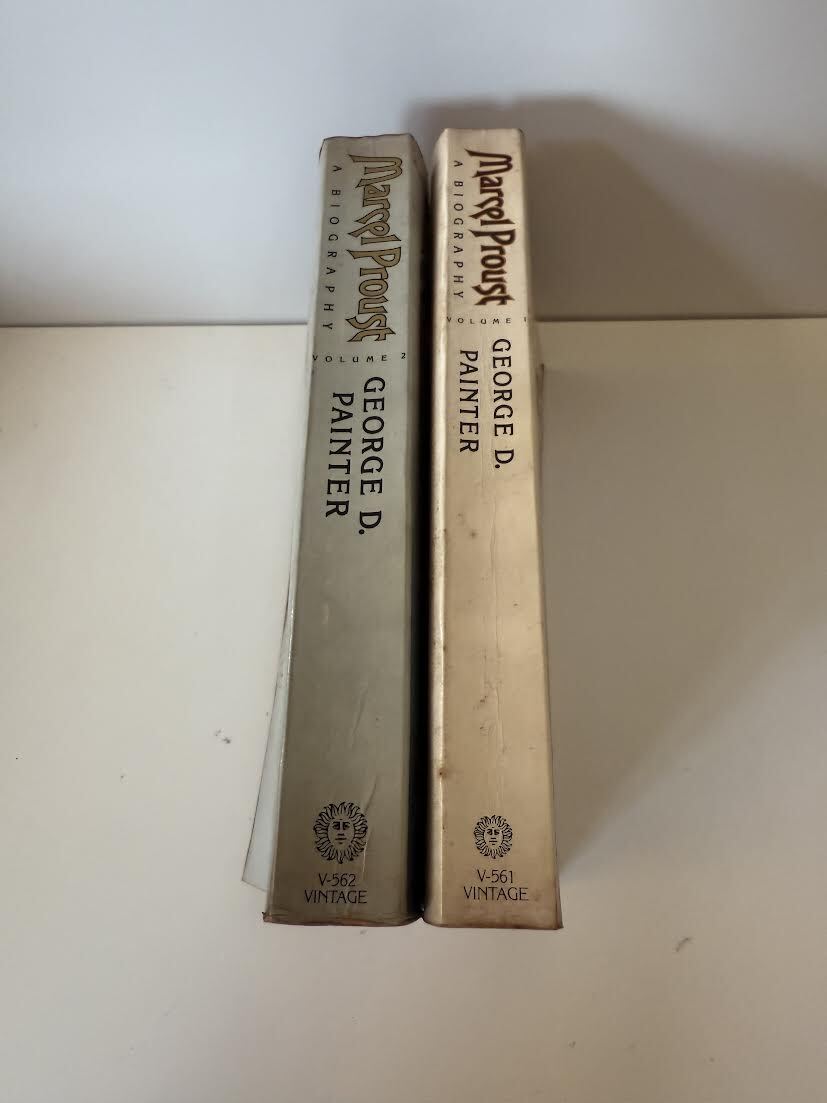 Marcel Proust
A BIOGRAPHY
VOLUME 2
GEORGE D.
PAINTER
V-562
VINTAGE
Marcel Proust
A BIOGRAPHY
VOLUME 1
GEORGE D.
PAINTER
V-561
VINTAGE